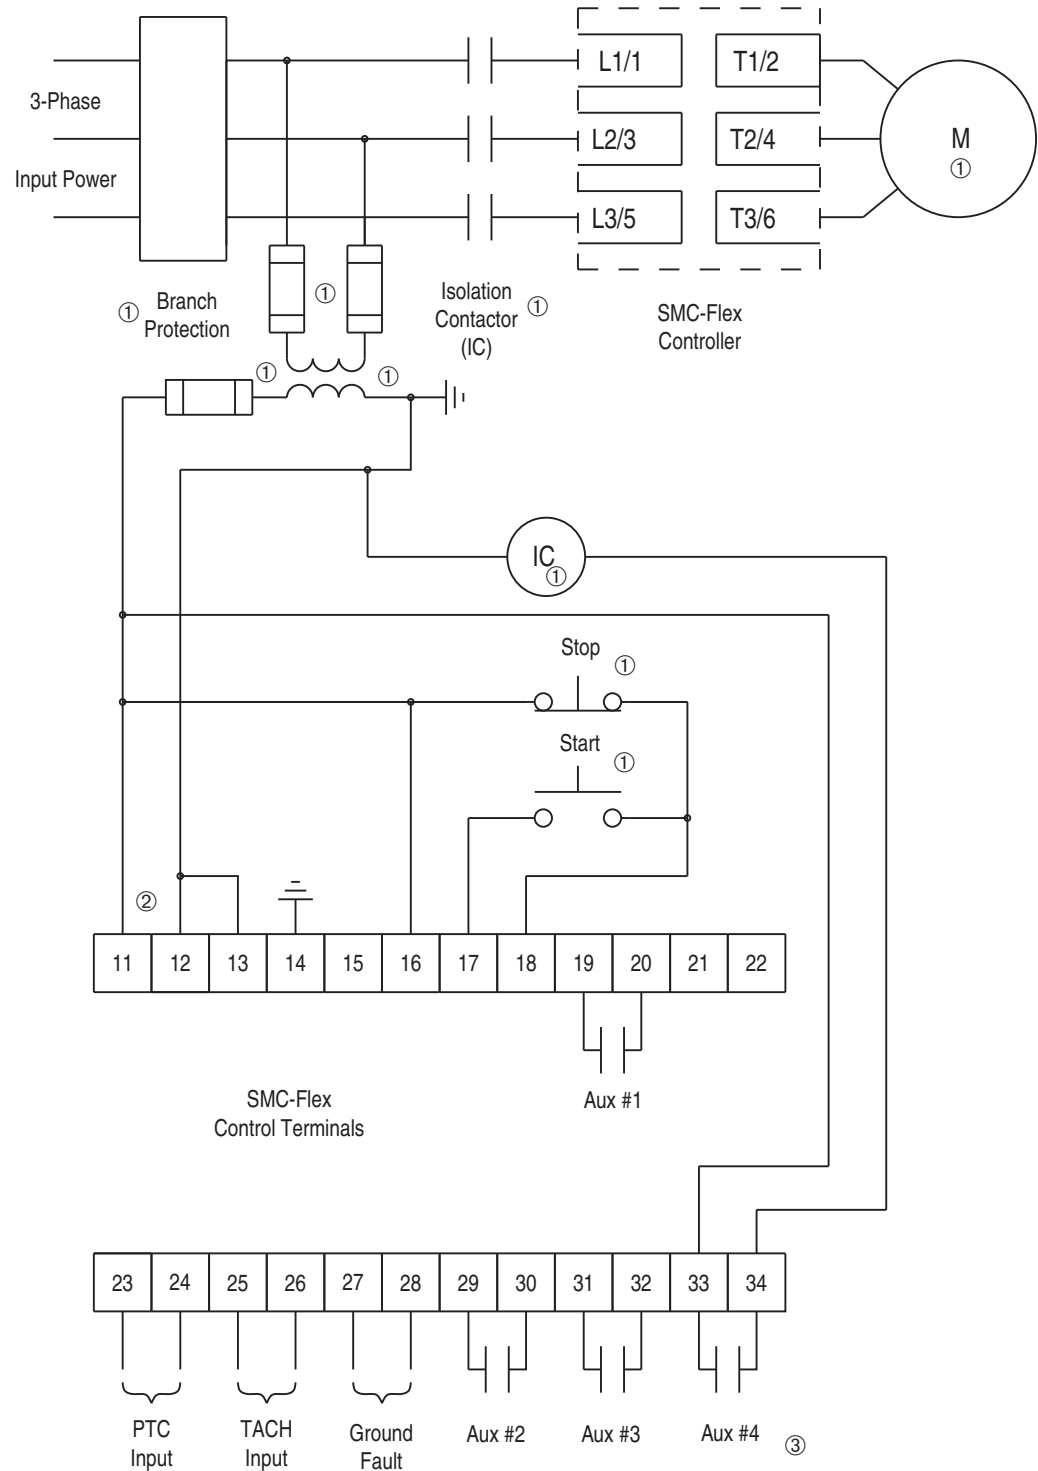 L1/1 T1/2
3-Phase
L2/3 T2/4 M
①
Input Power
L3/5 T3/6
① Branch
Protection
①
Isolation
Contactor
(IC)
①
SMC-Flex
Controller
① ①
IC
①
Stop ①
Start ①
②
11 12 13 14 15 16 17 18 19 20 21 22
Aux #1
SMC-Flex
Control Terminals
23 24 25 26 27 28 29 30 31 32 33 34
PTC
Input
TACH
Input
Ground
Fault
Aux #2 Aux #3 Aux #4 ③